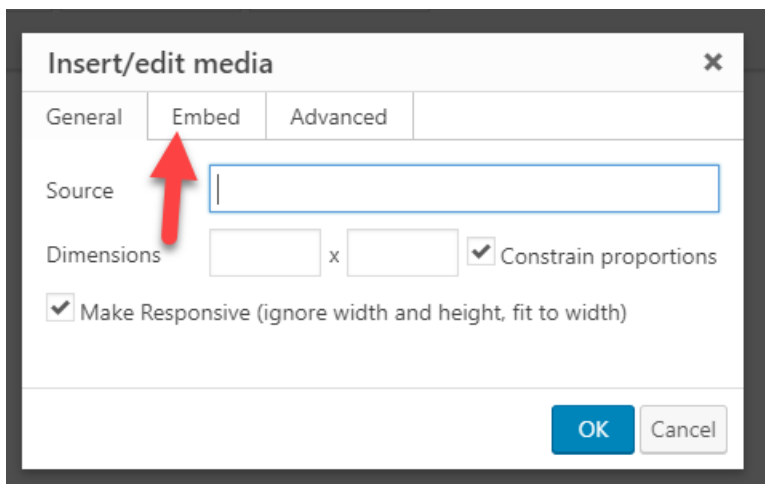 Insert/edit media
General Embed Advanced
Source
Dimensions x Constrain proportions
Make Responsive (ignore width and height, fit to width)
OK Cancel